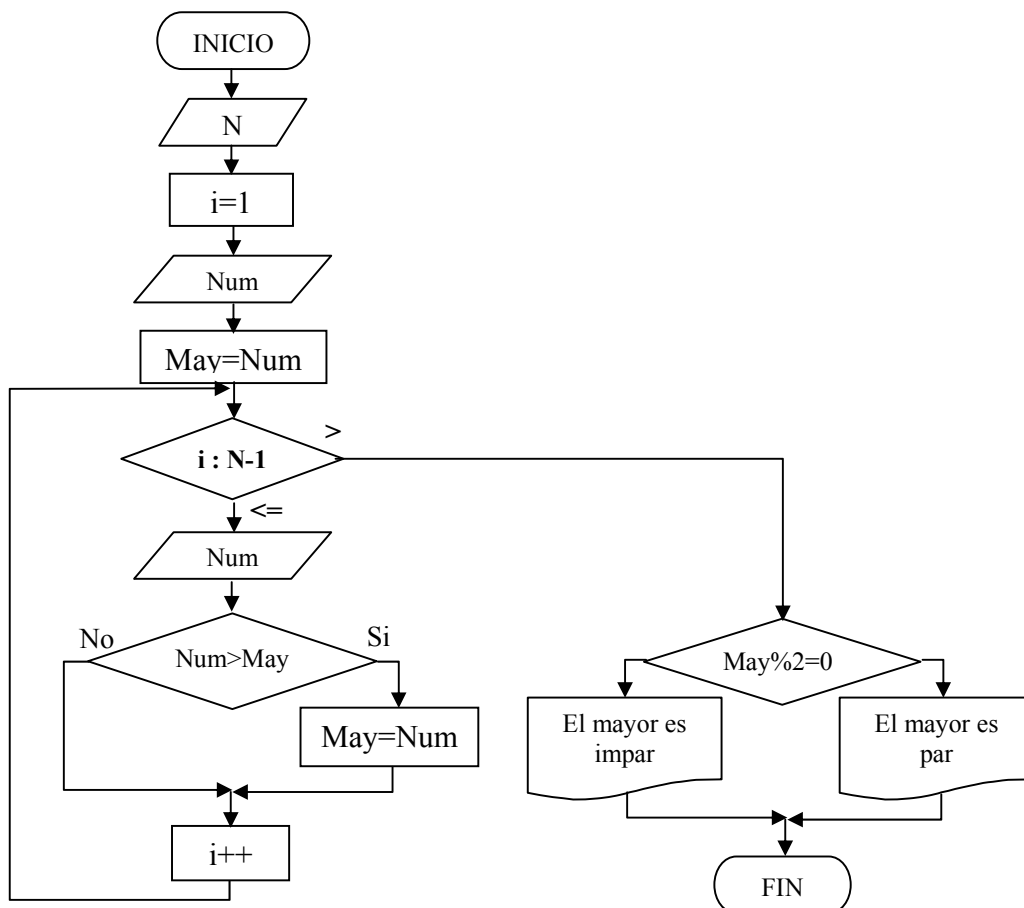 INICIO
N
i=1
Num
May=Num
>
i : N-1
<=
Num
No
Si
Num>May
May=Num
i++
May%2=0
El mayor es
impar
El mayor es
par
FIN